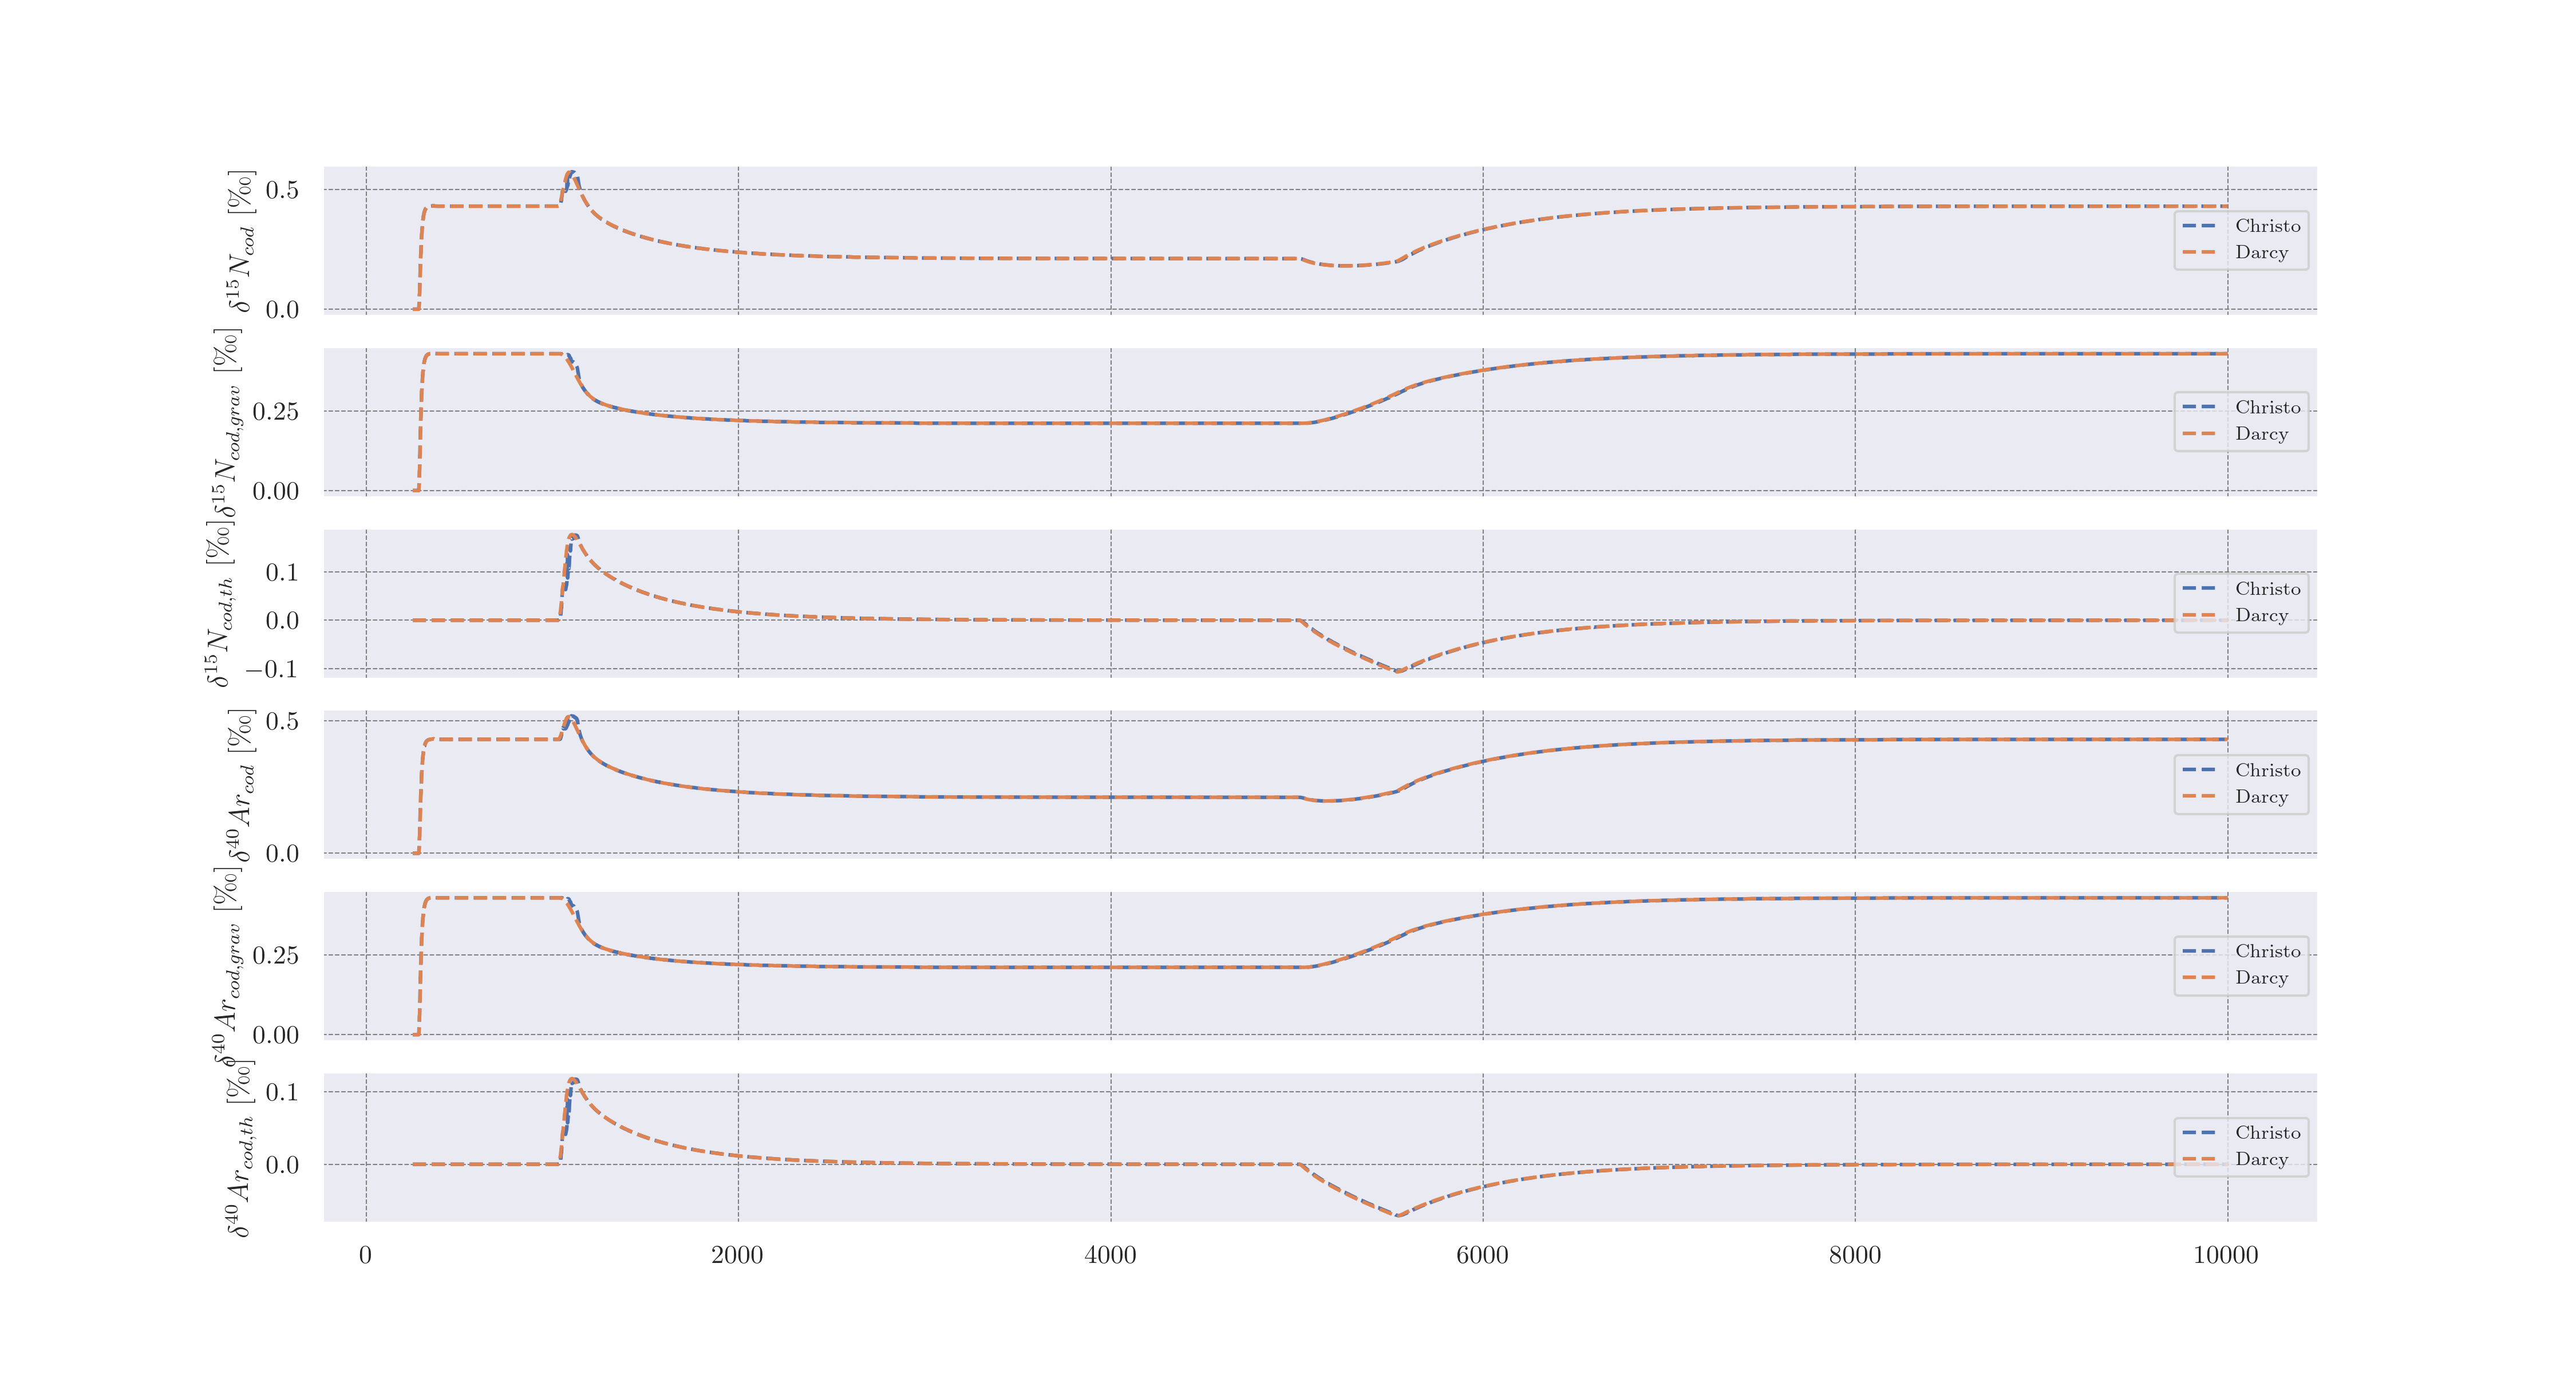 δ¹⁵N_cod [‰]
0.5
0.0
Christo
Darcy
δ¹⁵N_cod,grav [‰]
0.25
0.00
Christo
Darcy
δ¹⁵N_cod,th [‰]
0.1
0.0
−0.1
Christo
Darcy
δ⁴⁰Ar_cod [‰]
0.5
0.0
Christo
Darcy
δ⁴⁰Ar_cod,grav [‰]
0.25
0.00
Christo
Darcy
δ⁴⁰Ar_cod,th [‰]
0.1
0.0
Christo
Darcy
0 2000 4000 6000 8000 10000